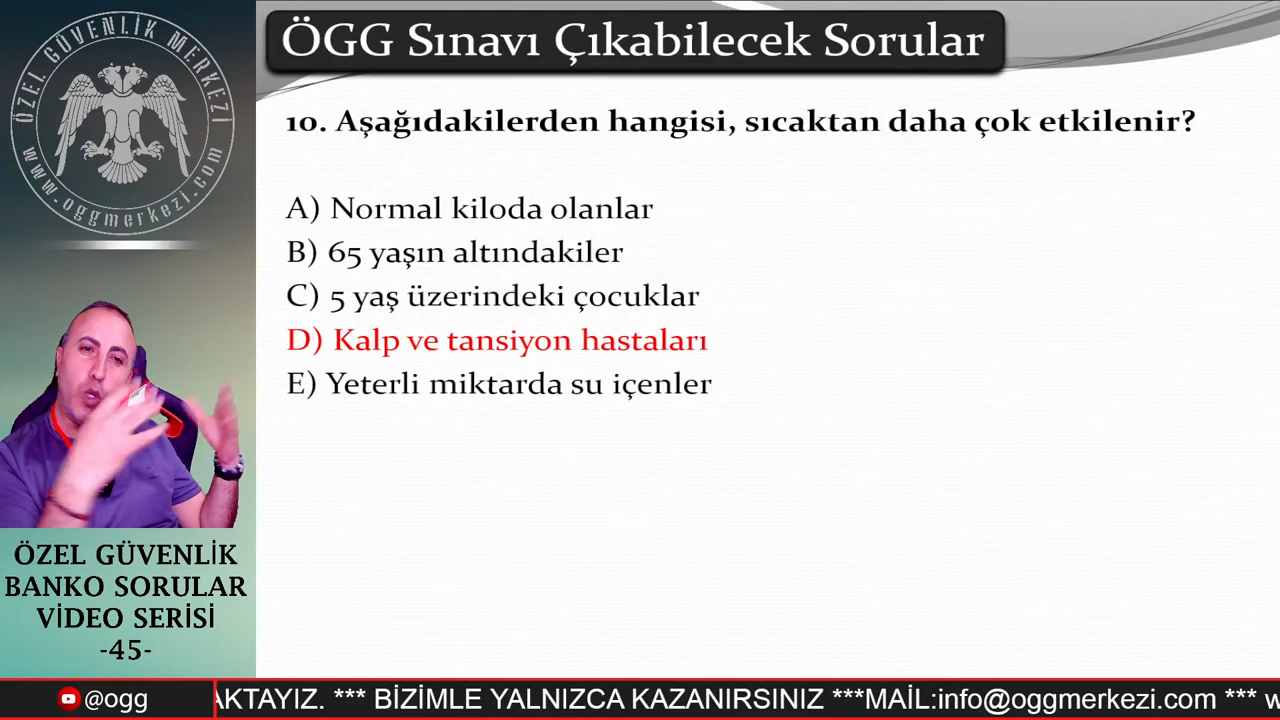 ÖGG Sınavı Çıkabilecek Sorular
ÖZEL GÜVENLİK MERKEZİ
www.oggmerkezi.com
10. Aşağıdakilerden hangisi, sıcaktan daha çok etkilenir?
A) Normal kiloda olanlar
B) 65 yaşın altındakiler
C) 5 yaş üzerindeki çocuklar
D) Kalp ve tansiyon hastaları
E) Yeterli miktarda su içenler
ÖZEL GÜVENLİK
BANKO SORULAR
VİDEO SERİSİ
-45-
@ogg AKTAYIZ. *** BİZİMLE YALNIZCA KAZANIRSINIZ ***MAİL:info@oggmerkezi.com *** w